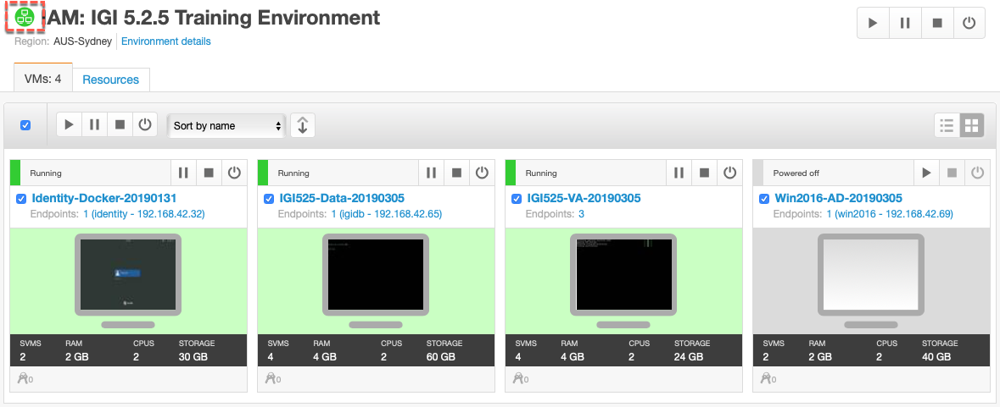 -AM: IGI 5.2.5 Training Environment
Region: AUS-Sydney Environment details
VMs: 4 Resources
Sort by name
Running
Identity-Docker-20190131
Endpoints: 1 (identity - 192.168.42.32)
SVMS RAM CPUS STORAGE
2 2 GB 2 30 GB
0
Running
IGI525-Data-20190305
Endpoints: 1 (igidb - 192.168.42.65)
SVMS RAM CPUS STORAGE
4 4 GB 2 60 GB
0
Running
IGI525-VA-20190305
Endpoints: 3
SVMS RAM CPUS STORAGE
4 4 GB 2 24 GB
0
Powered off
Win2016-AD-20190305
Endpoints: 1 (win2016 - 192.168.42.69)
SVMS RAM CPUS STORAGE
2 2 GB 2 40 GB
0